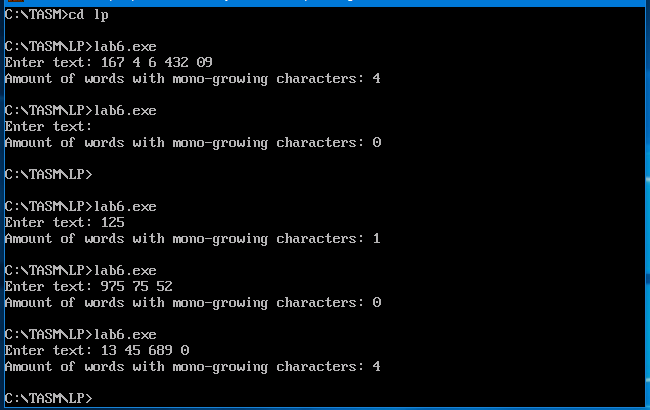 C:\TASM>cd lp
C:\TASM\LP>lab6.exe
Enter text: 167 4 6 432 09
Amount of words with mono-growing characters: 4
C:\TASM\LP>lab6.exe
Enter text:
Amount of words with mono-growing characters: 0
C:\TASM\LP>
C:\TASM\LP>lab6.exe
Enter text: 125
Amount of words with mono-growing characters: 1
C:\TASM\LP>lab6.exe
Enter text: 975 75 52
Amount of words with mono-growing characters: 0
C:\TASM\LP>lab6.exe
Enter text: 13 45 689 0
Amount of words with mono-growing characters: 4
C:\TASM\LP>